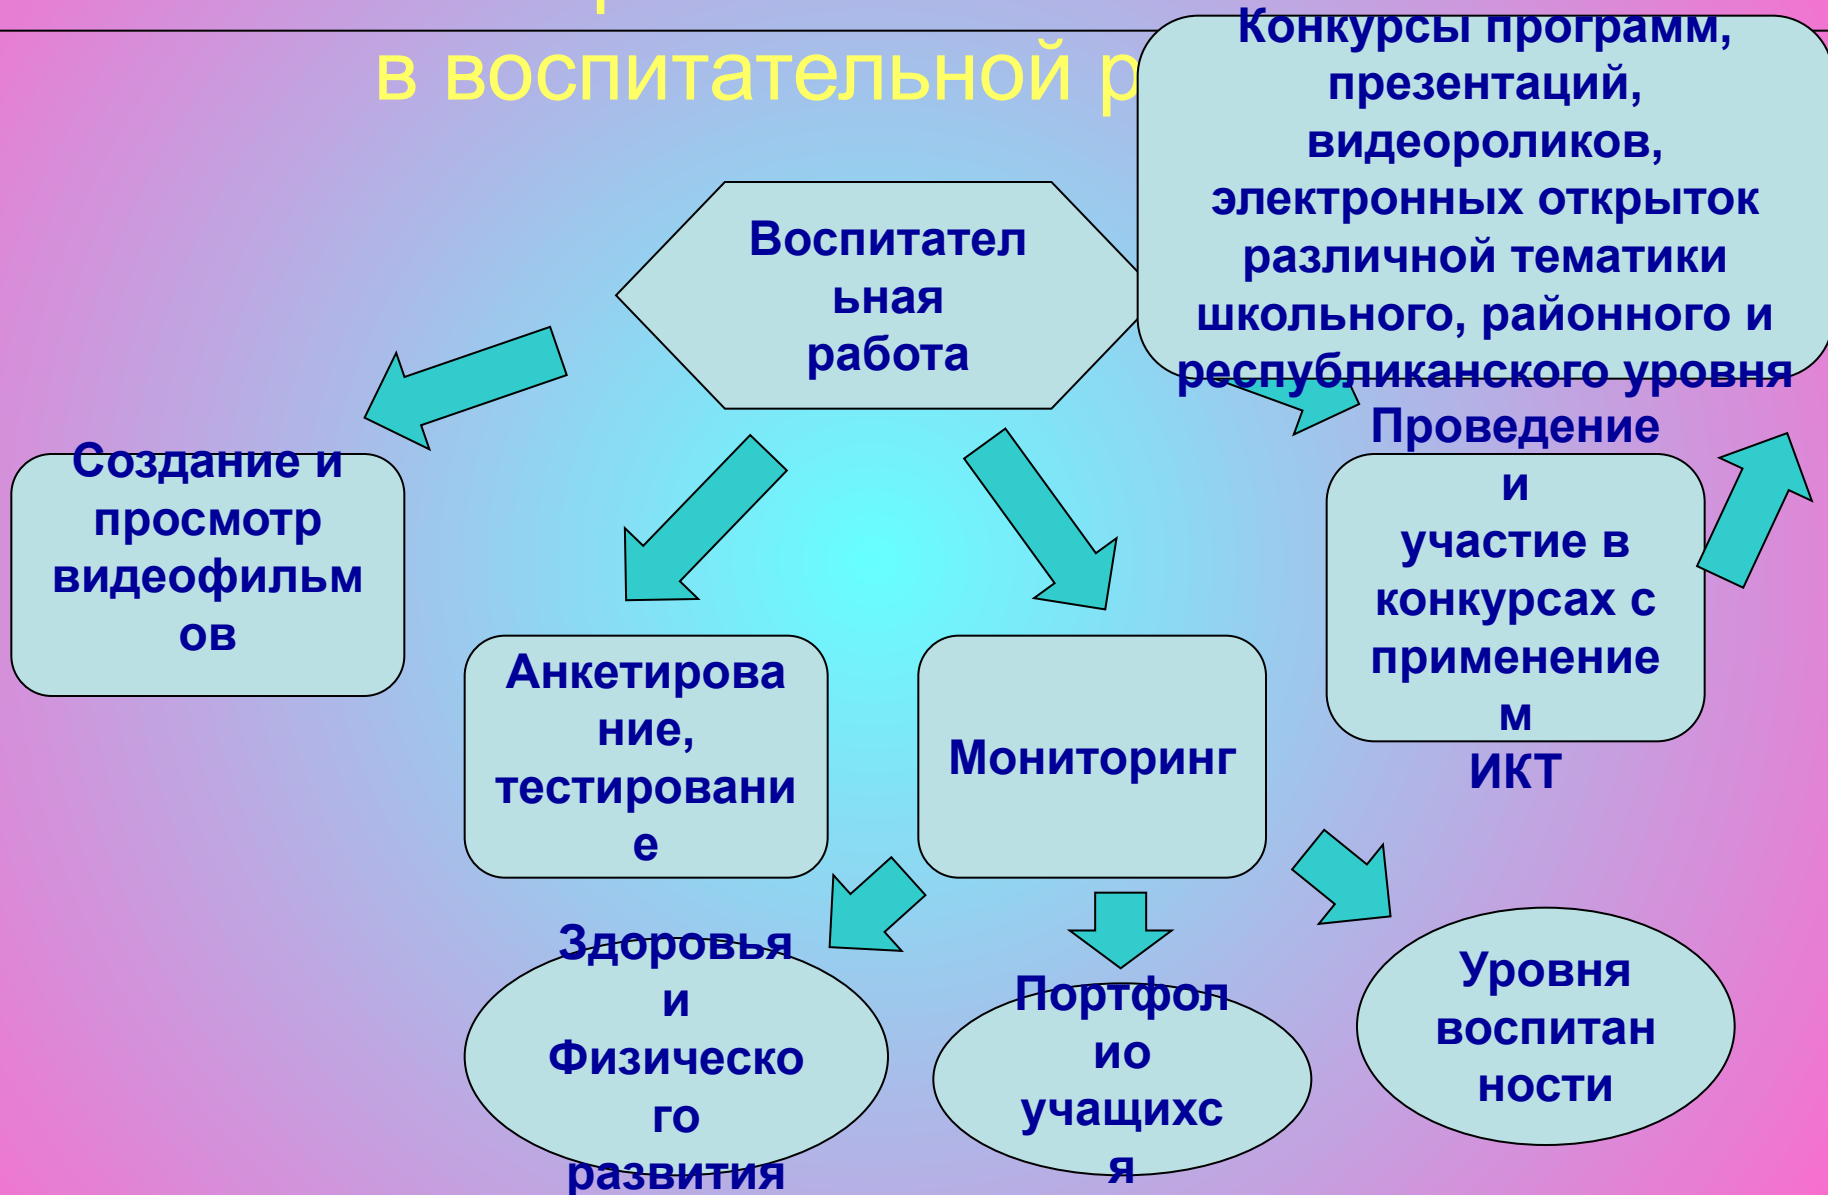 в воспитательной р
Конкурсы программ,
презентаций,
видеороликов,
электронных открыток
различной тематики
школьного, районного и
республиканского уровня
Воспитател
ьная
работа
Создание и
просмотр
видеофильм
ов
Анкетирова
ние,
тестировани
е
Мониторинг
Проведение
и
участие в
конкурсах с
применение
м
ИКТ
Здоровья
и
Физическо
го
развития
Портфол
ио
учащихс
я
Уровня
воспитан
ности